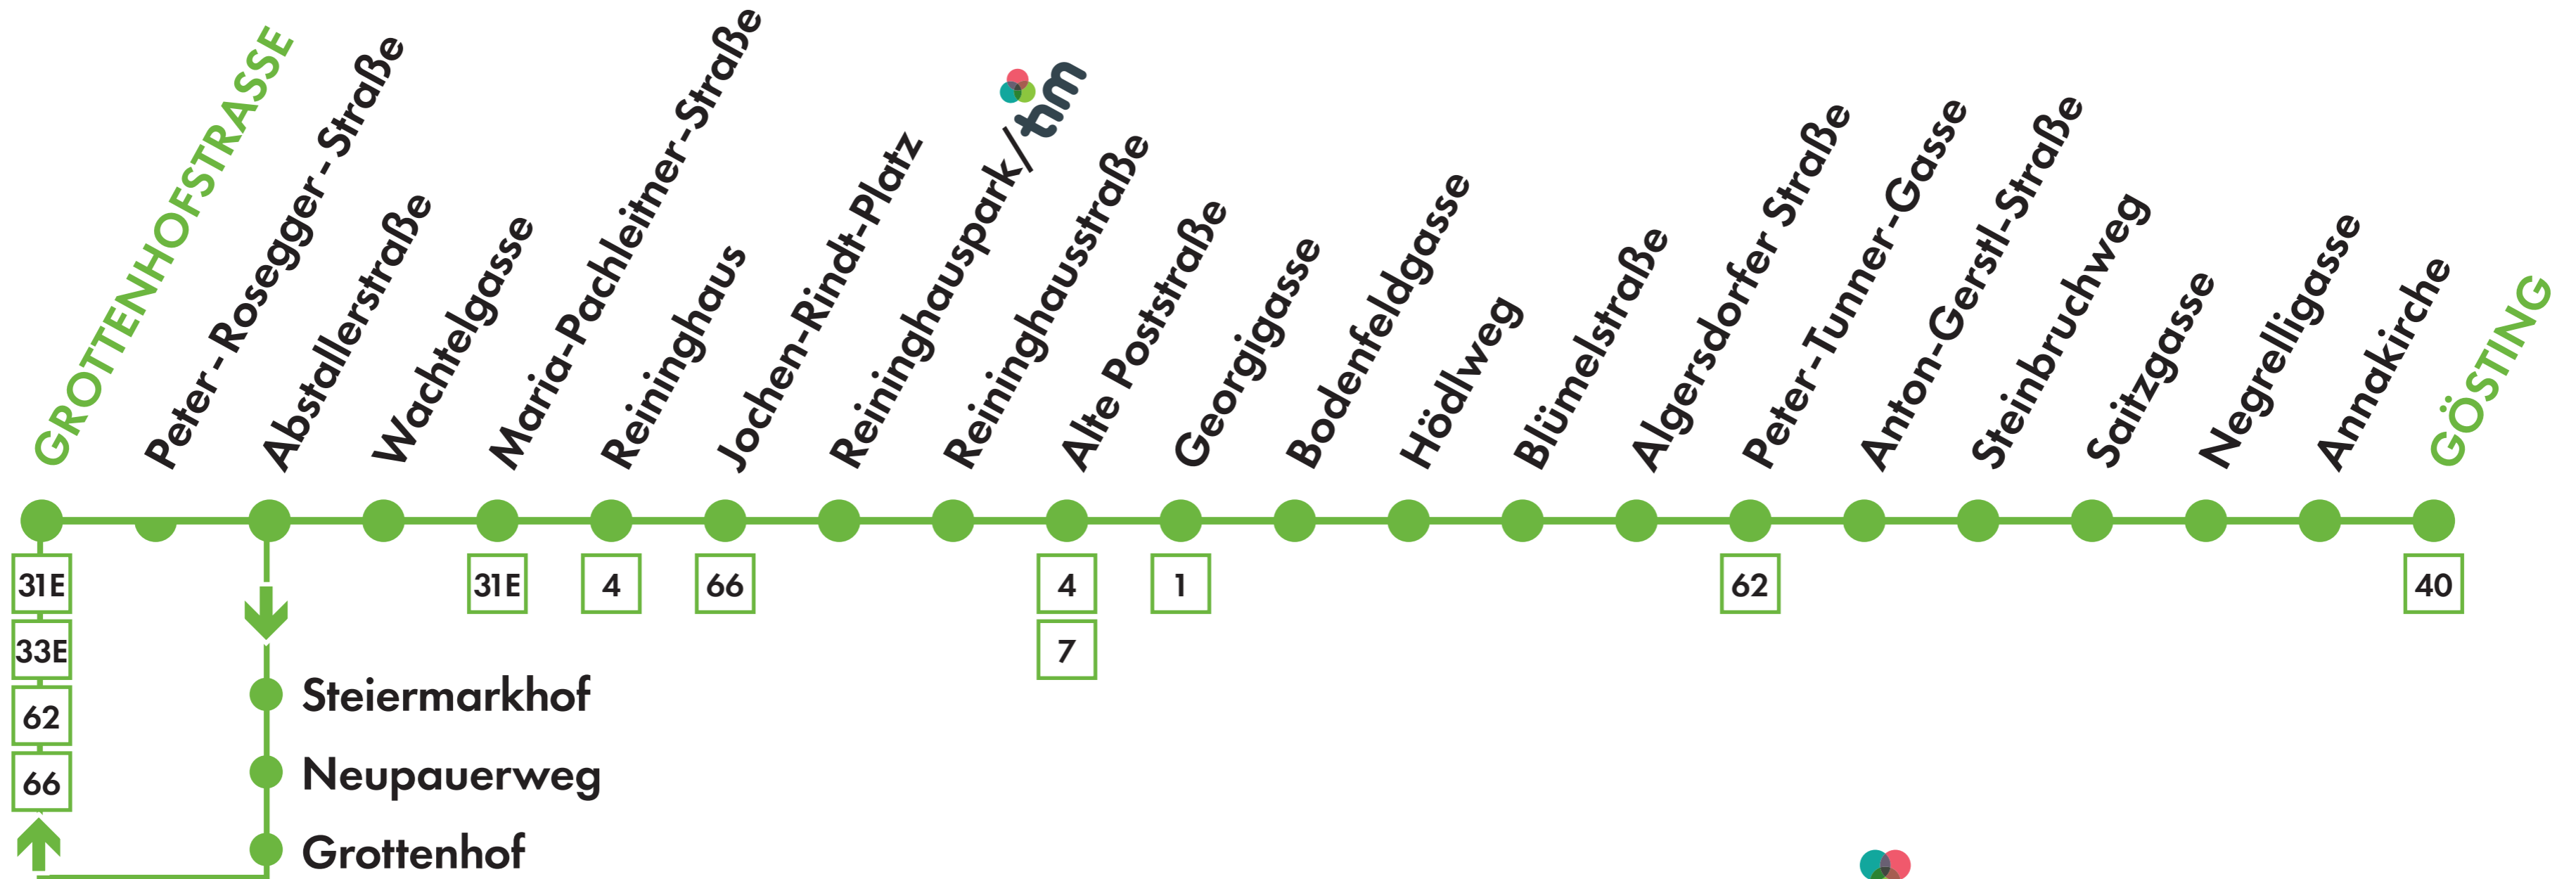 GROTTENHOFSTRASSE
Peter-Rosegger-Straße
Abstallerstraße
Wachtelgasse
Maria-Pachleitner-Straße
Reininghaus
Jochen-Rindt-Platz
Reininghauspark/tim
Reininghausstraße
Alte Poststraße
Georgigasse
Bodenfeldgasse
Hödlweg
Blümelstraße
Algersdorfer Straße
Peter-Tunner-Gasse
Anton-Gerstl-Straße
Steinbruchweg
Saitzgasse
Negrelligasse
Annakirche
GÖSTING
31E
33E
62
66
31E
4
66
4
7
1
62
40
Steiermarkhof
Neupauerweg
Grottenhof